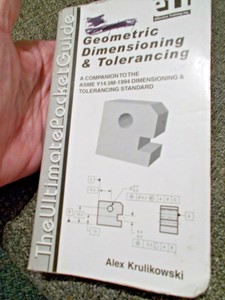 The Ultimate Pocket Guide
Geometric
Dimensioning
& Tolerancing
A COMPANION TO THE
ASME Y14.5M-1994 DIMENSIONING &
TOLERANCING STANDARD
Alex Krulikowski